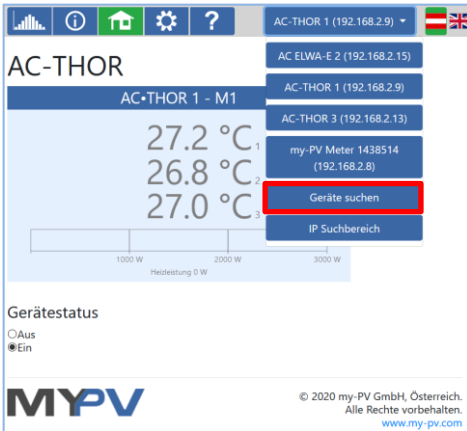 ?
AC-THOR 1 (192.168.2.9)
AC ELWA-E 2 (192.168.2.15)
AC-THOR 1 (192.168.2.9)
AC-THOR 3 (192.168.2.13)
my-PV Meter 1438514
(192.168.2.8)
Geräte suchen
IP Suchbereich
AC-THOR
AC•THOR 1 - M1
27.2 °C 1
26.8 °C 2
27.0 °C 3
1000 W 2000 W 3000 W
Heizleistung 0 W
Gerätestatus
Aus
Ein
MYPV
© 2020 my-PV GmbH, Österreich.
Alle Rechte vorbehalten.
www.my-pv.com